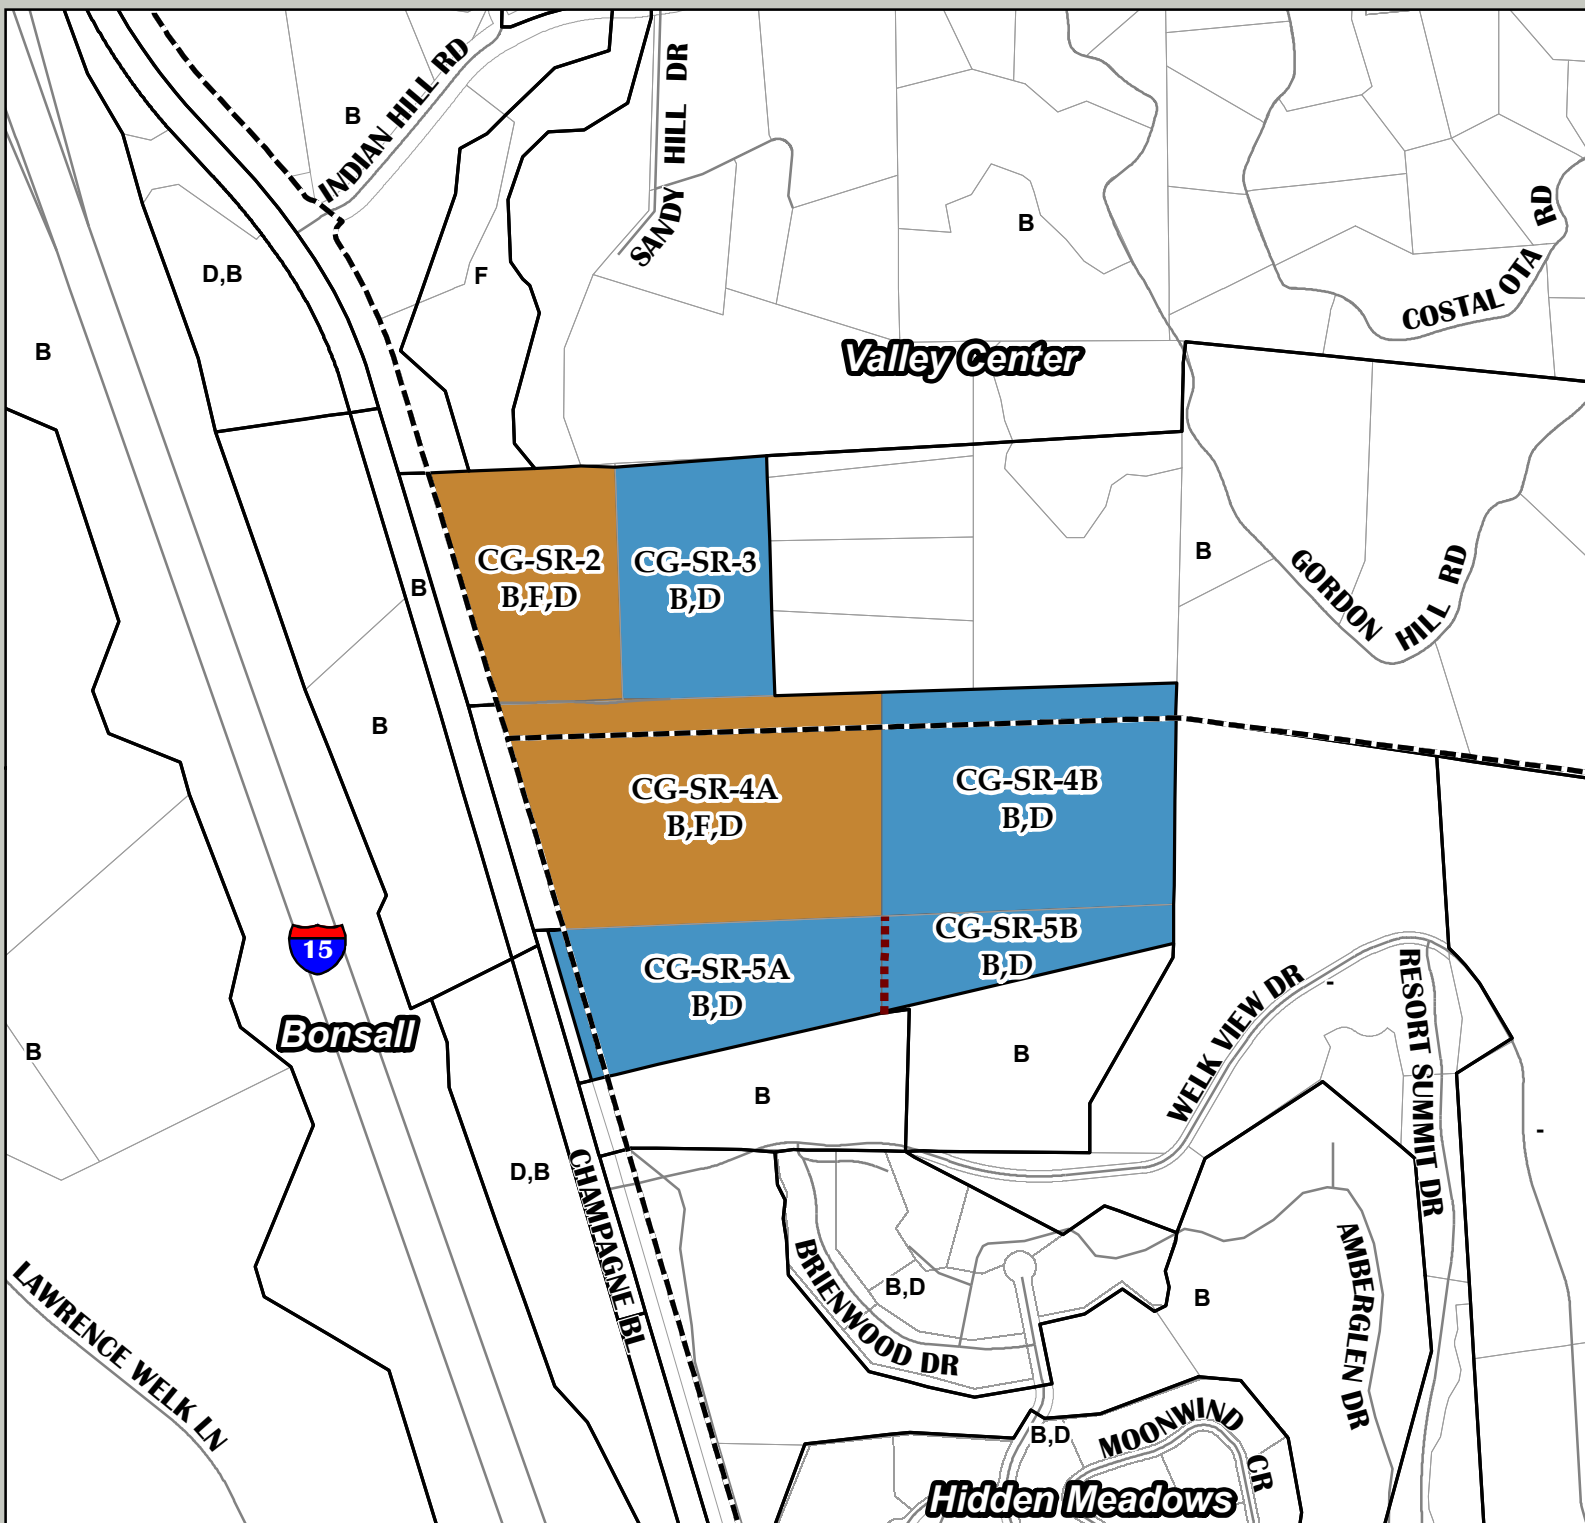 INDIAN HILL RD
B
SANDY HILL DR
B
COSTALOTA RD
D,B
F
B
Valley Center
CG-SR-2
B,F,D
CG-SR-3
B,D
B
GORDON HILL RD
B
B
CG-SR-4A
B,F,D
CG-SR-4B
B,D
15
CG-SR-5A
B,D
CG-SR-5B
B,D
Bonsall
B
B
B
WELK VIEW DR
-
RESORT SUMMIT DR
-
D,B
CHAMPAGNE BL
BRIENWOOD DR
B,D
B
AMBERGLEN DR
LAWRENCE WELK LN
B,D
MOONWIND CR
Hidden Meadows